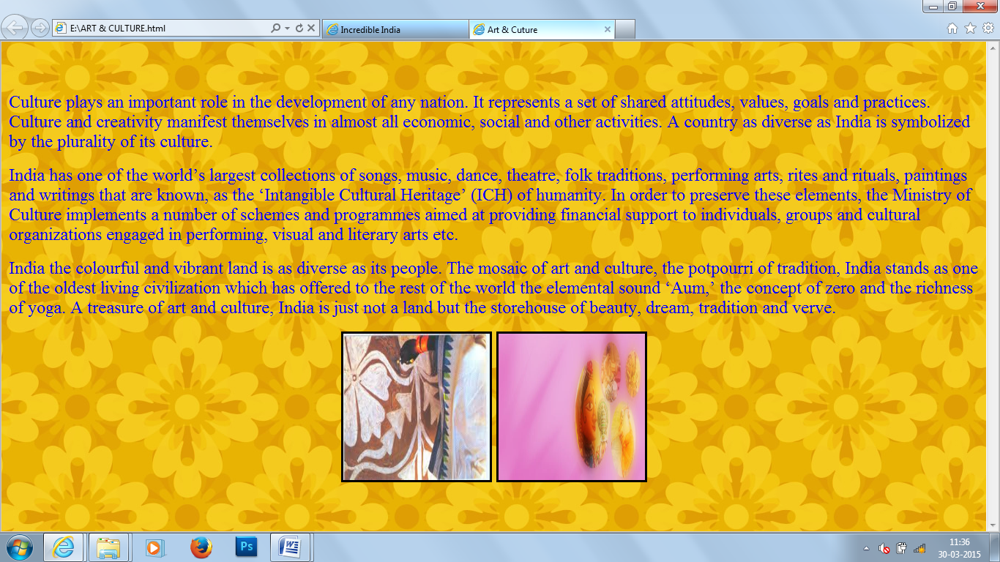 E:\ART & CULTURE.html
Incredible India
Art & Cuture
Culture plays an important role in the development of any nation. It represents a set of shared attitudes, values, goals and practices.
Culture and creativity manifest themselves in almost all economic, social and other activities. A country as diverse as India is symbolized
by the plurality of its culture.
India has one of the world’s largest collections of songs, music, dance, theatre, folk traditions, performing arts, rites and rituals, paintings
and writings that are known, as the ‘Intangible Cultural Heritage’ (ICH) of humanity. In order to preserve these elements, the Ministry of
Culture implements a number of schemes and programmes aimed at providing financial support to individuals, groups and cultural
organizations engaged in performing, visual and literary arts etc.
India the colourful and vibrant land is as diverse as its people. The mosaic of art and culture, the potpourri of tradition, India stands as one
of the oldest living civilization which has offered to the rest of the world the elemental sound ‘Aum,’ the concept of zero and the richness
of yoga. A treasure of art and culture, India is just not a land but the storehouse of beauty, dream, tradition and verve.
Ps
W
11:36
30-03-2015